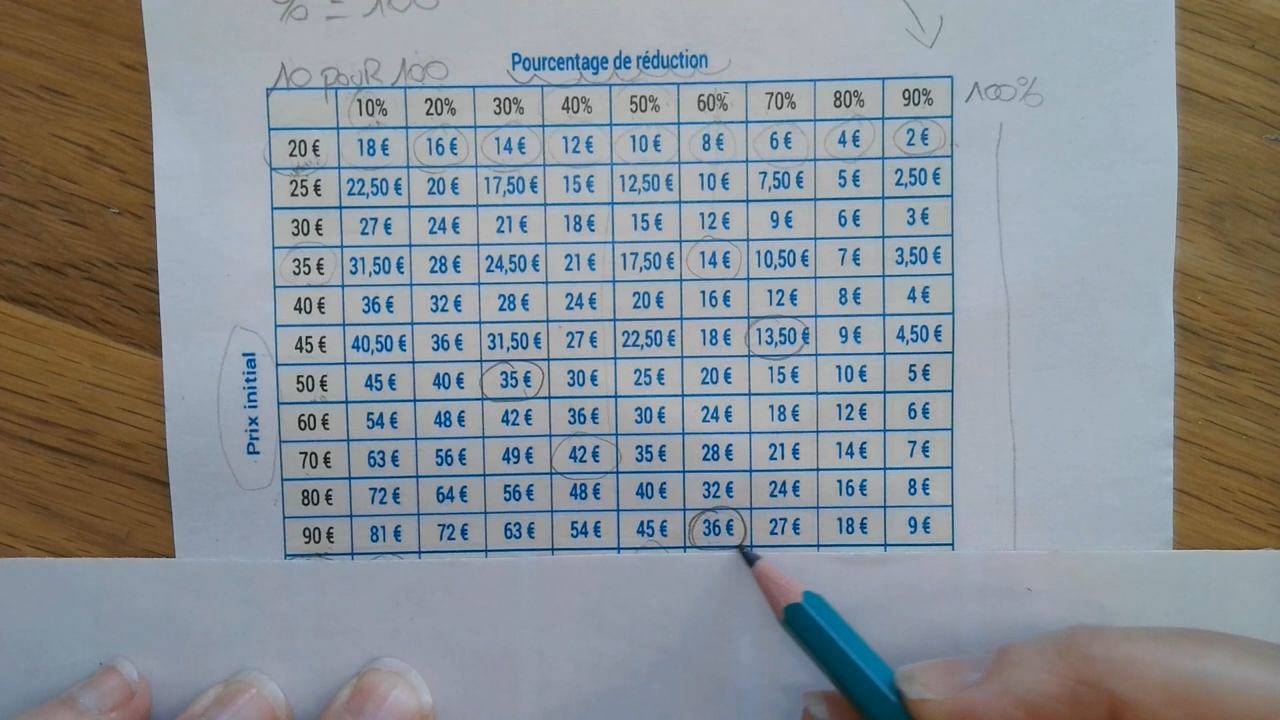 % = 100
10 pouR 100
Pourcentage de réduction
10% 20% 30% 40% 50% 60% 70% 80% 90% 100%
20 € 18 € 16 € 14 € 12 € 10 € 8 € 6 € 4 € 2 €
25 € 22,50 € 20 € 17,50 € 15 € 12,50 € 10 € 7,50 € 5 € 2,50 €
30 € 27 € 24 € 21 € 18 € 15 € 12 € 9 € 6 € 3 €
35 € 31,50 € 28 € 24,50 € 21 € 17,50 € 14 € 10,50 € 7 € 3,50 €
40 € 36 € 32 € 28 € 24 € 20 € 16 € 12 € 8 € 4 €
45 € 40,50 € 36 € 31,50 € 27 € 22,50 € 18 € 13,50 € 9 € 4,50 €
50 € 45 € 40 € 35 € 30 € 25 € 20 € 15 € 10 € 5 €
60 € 54 € 48 € 42 € 36 € 30 € 24 € 18 € 12 € 6 €
70 € 63 € 56 € 49 € 42 € 35 € 28 € 21 € 14 € 7 €
80 € 72 € 64 € 56 € 48 € 40 € 32 € 24 € 16 € 8 €
90 € 81 € 72 € 63 € 54 € 45 € 36 € 27 € 18 € 9 €
Prix initial